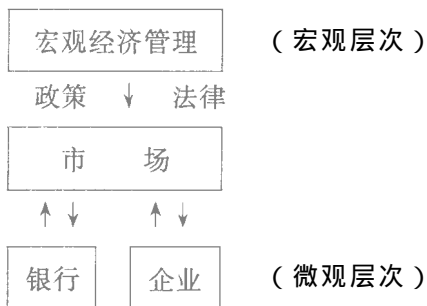 宏观经济管理 （宏观层次）
政策 ↓ 法律
市 场
↑ ↓ ↑ ↓
银行 企业 （微观层次）